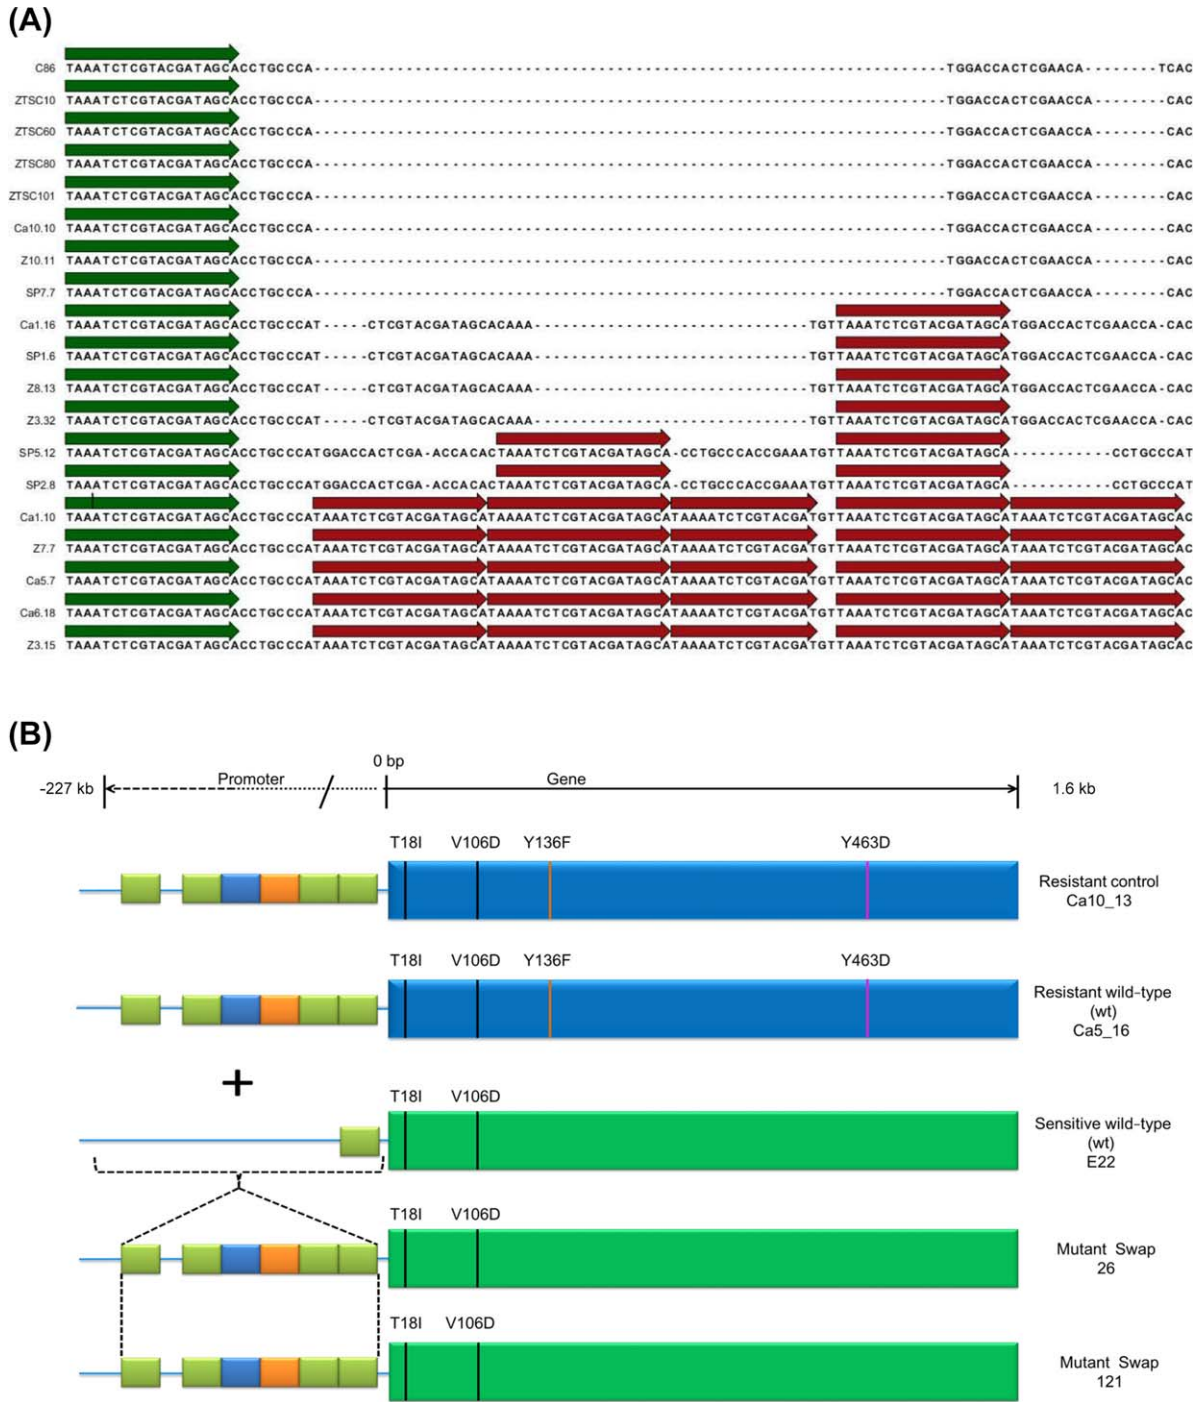 (A)
C86 TAAATCTCGTACGATAGCACCTGCCCA---------------------------------------------------------------------TGGACCACTCGAACA--------TCAC
ZTSC10 TAAATCTCGTACGATAGCACCTGCCCA---------------------------------------------------------------------TGGACCACTCGAACCA--------CAC
ZTSC60 TAAATCTCGTACGATAGCACCTGCCCA---------------------------------------------------------------------TGGACCACTCGAACCA--------CAC
ZTSC80 TAAATCTCGTACGATAGCACCTGCCCA---------------------------------------------------------------------TGGACCACTCGAACCA--------CAC
ZTSC101 TAAATCTCGTACGATAGCACCTGCCCA---------------------------------------------------------------------TGGACCACTCGAACCA--------CAC
Ca10.10 TAAATCTCGTACGATAGCACCTGCCCA---------------------------------------------------------------------TGGACCACTCGAACCA--------CAC
Z10.11 TAAATCTCGTACGATAGCACCTGCCCA---------------------------------------------------------------------TGGACCACTCGAACCA--------CAC
SP7.7 TAAATCTCGTACGATAGCACCTGCCCA---------------------------------------------------------------------TGGACCACTCGAACCA--------CAC
Ca1.16 TAAATCTCGTACGATAGCACCTGCCCAT-----CTCGTACGATAGCACAAA------------------------------TGTTAAATCTCGTACGATAGCATGGACCACTCGAACCA-CAC
SP1.6 TAAATCTCGTACGATAGCACCTGCCCAT-----CTCGTACGATAGCACAAA------------------------------TGTTAAATCTCGTACGATAGCATGGACCACTCGAACCA-CAC
Z8.13 TAAATCTCGTACGATAGCACCTGCCCAT-----CTCGTACGATAGCACAAA------------------------------TGTTAAATCTCGTACGATAGCATGGACCACTCGAACCA-CAC
Z3.32 TAAATCTCGTACGATAGCACCTGCCCAT-----CTCGTACGATAGCACAAA------------------------------TGTTAAATCTCGTACGATAGCATGGACCACTCGAACCA-CAC
SP5.12 TAAATCTCGTACGATAGCACCTGCCCATGGACCACTCGA-ACCACACTAAATCTCGTACGATAGCA-CCTGCCCACCGAAATGTTAAATCTCGTACGATAGCA-----------CCTGCCCAT
SP2.8 TAAATCTCGTACGATAGCACCTGCCCATGGACCACTCGA-ACCACACTAAATCTCGTACGATAGCA-CCTGCCCACCGAAATGTTAAATCTCGTACGATAGCA-----------CCTGCCCAT
Ca1.10 TAAATCTCGTACGATAGCACCTGCCCATAAATCTCGTACGATAGCATAAAATCTCGTACGATAGCATAAAATCTCGTACGATGTTAAATCTCGTACGATAGCATAAATCTCGTACGATAGCAC
Z7.7 TAAATCTCGTACGATAGCACCTGCCCATAAATCTCGTACGATAGCATAAAATCTCGTACGATAGCATAAAATCTCGTACGATGTTAAATCTCGTACGATAGCATAAATCTCGTACGATAGCAC
Ca5.7 TAAATCTCGTACGATAGCACCTGCCCATAAATCTCGTACGATAGCATAAAATCTCGTACGATAGCATAAAATCTCGTACGATGTTAAATCTCGTACGATAGCATAAATCTCGTACGATAGCAC
Ca6.18 TAAATCTCGTACGATAGCACCTGCCCATAAATCTCGTACGATAGCATAAAATCTCGTACGATAGCATAAAATCTCGTACGATGTTAAATCTCGTACGATAGCATAAATCTCGTACGATAGCAC
Z3.15 TAAATCTCGTACGATAGCACCTGCCCATAAATCTCGTACGATAGCATAAAATCTCGTACGATAGCATAAAATCTCGTACGATGTTAAATCTCGTACGATAGCATAAATCTCGTACGATAGCAC
(B)
0 bp
-227 kb Promoter Gene 1.6 kb
T18I V106D Y136F Y463D
Resistant control
Ca10_13
T18I V106D Y136F Y463D
Resistant wild-type
(wt)
Ca5_16
+
T18I V106D
Sensitive wild-type
(wt)
E22
T18I V106D
Mutant Swap
26
T18I V106D
Mutant Swap
121